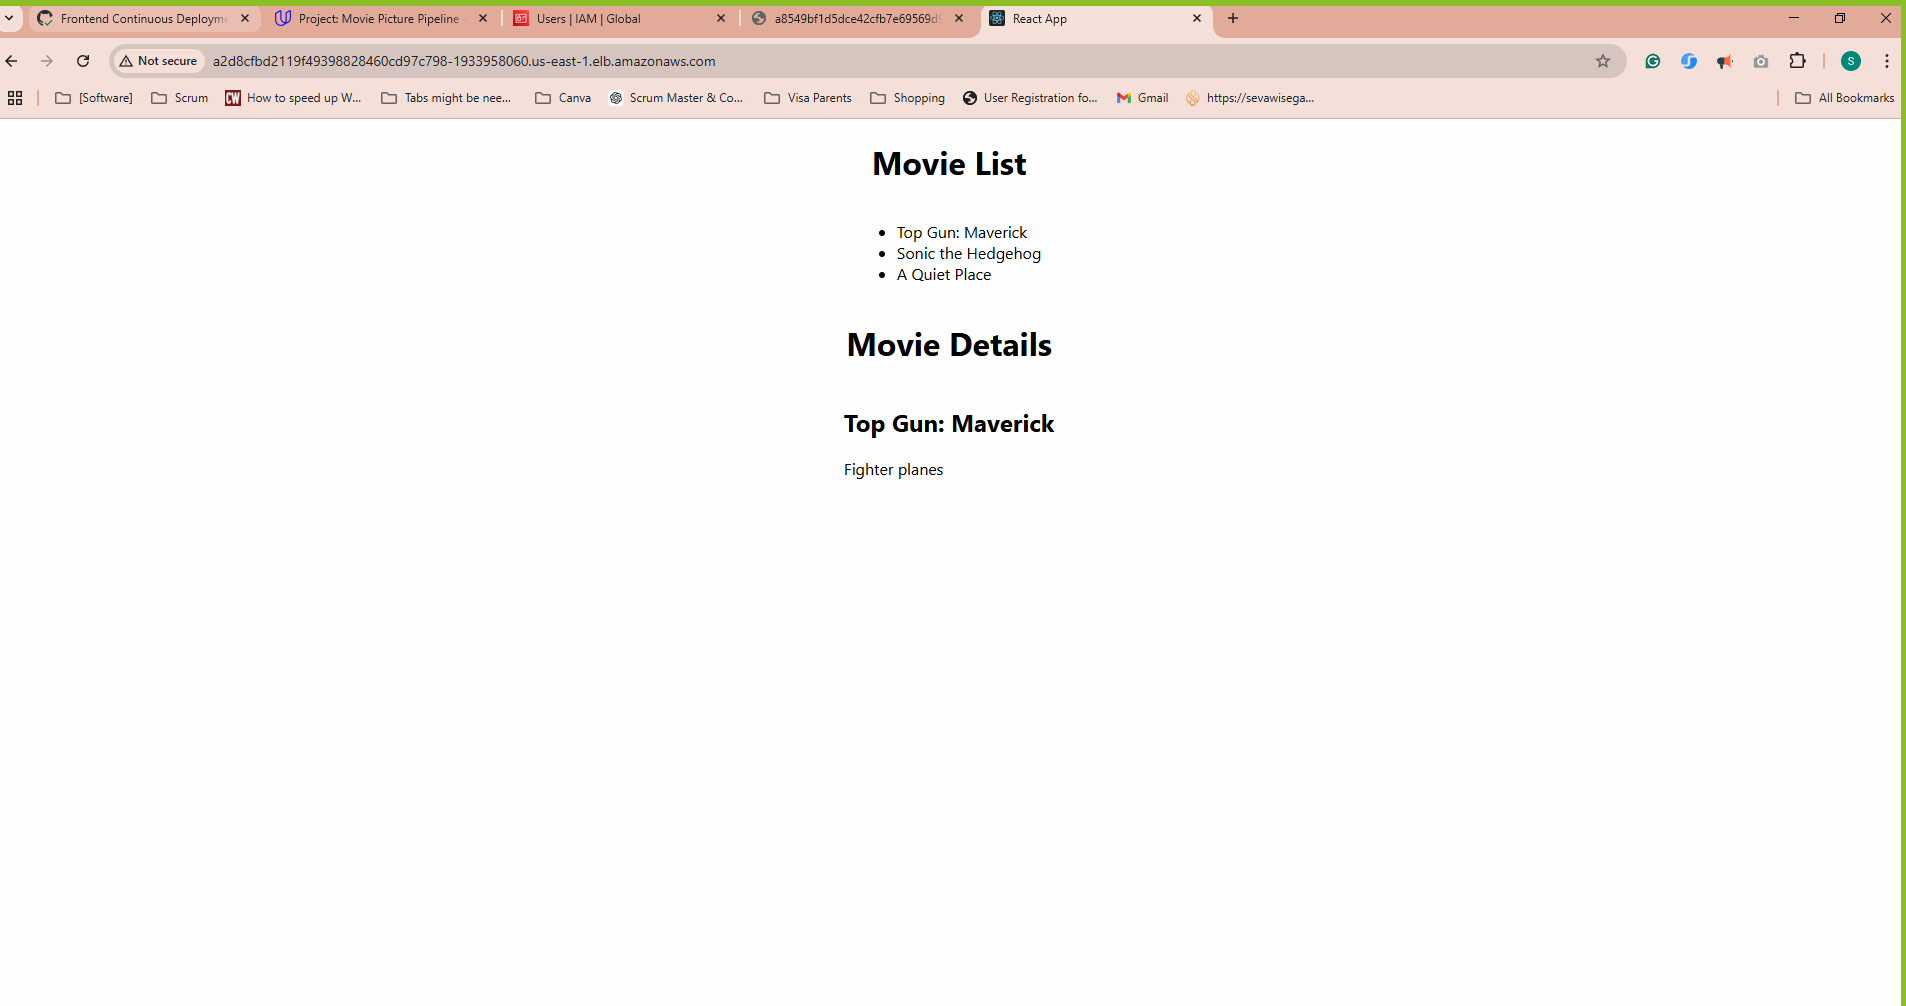 Frontend Continuous Deployme
Project: Movie Picture Pipeline
Users | IAM | Global
a8549bf1d5dce42cfb7e69569d9
React App
Not secure
a2d8cfbd2119f49398828460cd97c798-1933958060.us-east-1.elb.amazonaws.com
S
[Software]
Scrum
CW
How to speed up W...
Tabs might be nee...
Canva
Scrum Master & Co...
Visa Parents
Shopping
User Registration fo...
Gmail
https://sevawisega...
All Bookmarks
Movie List
Top Gun: Maverick
Sonic the Hedgehog
A Quiet Place
Movie Details
Top Gun: Maverick
Fighter planes